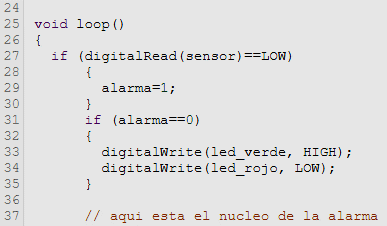 24
25 void loop()
26 {
27 if (digitalRead(sensor)==LOW)
28 {
29 alarma=1;
30 }
31 if (alarma==0)
32 {
33 digitalWrite(led_verde, HIGH);
34 digitalWrite(led_rojo, LOW);
35 }
36
37 // aqui esta el nucleo de la alarma